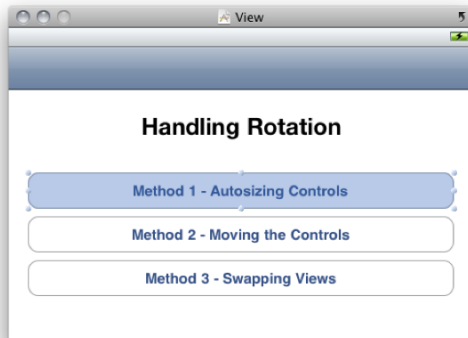 View
Handling Rotation
Method 1 - Autosizing Controls
Method 2 - Moving the Controls
Method 3 - Swapping Views